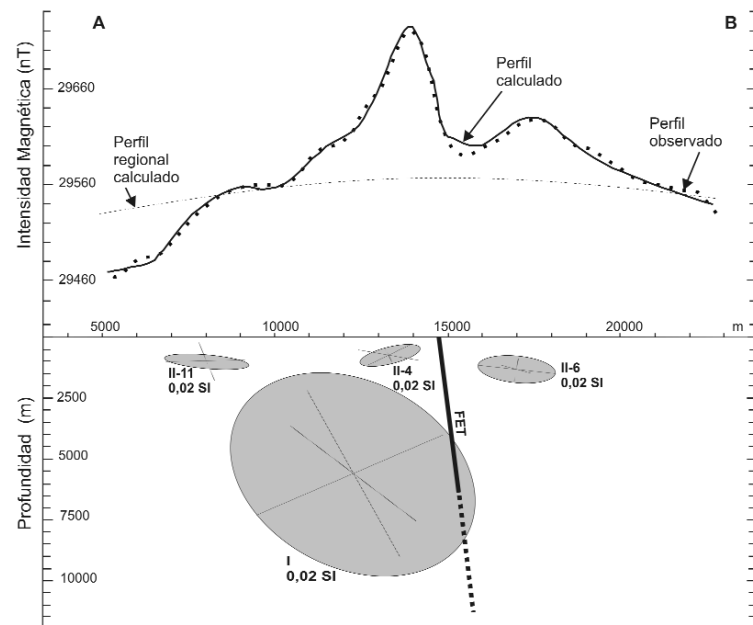 A
B
Intensidad Magnética (nT)
29660
29560
29460
Perfil
regional
calculado
Perfil
calculado
Perfil
observado
5000
10000
15000
20000
m
Profundidad (m)
2500
5000
7500
10000
II-11
0,02 SI
II-4
0,02 SI
II-6
0,02 SI
FET
I
0,02 SI